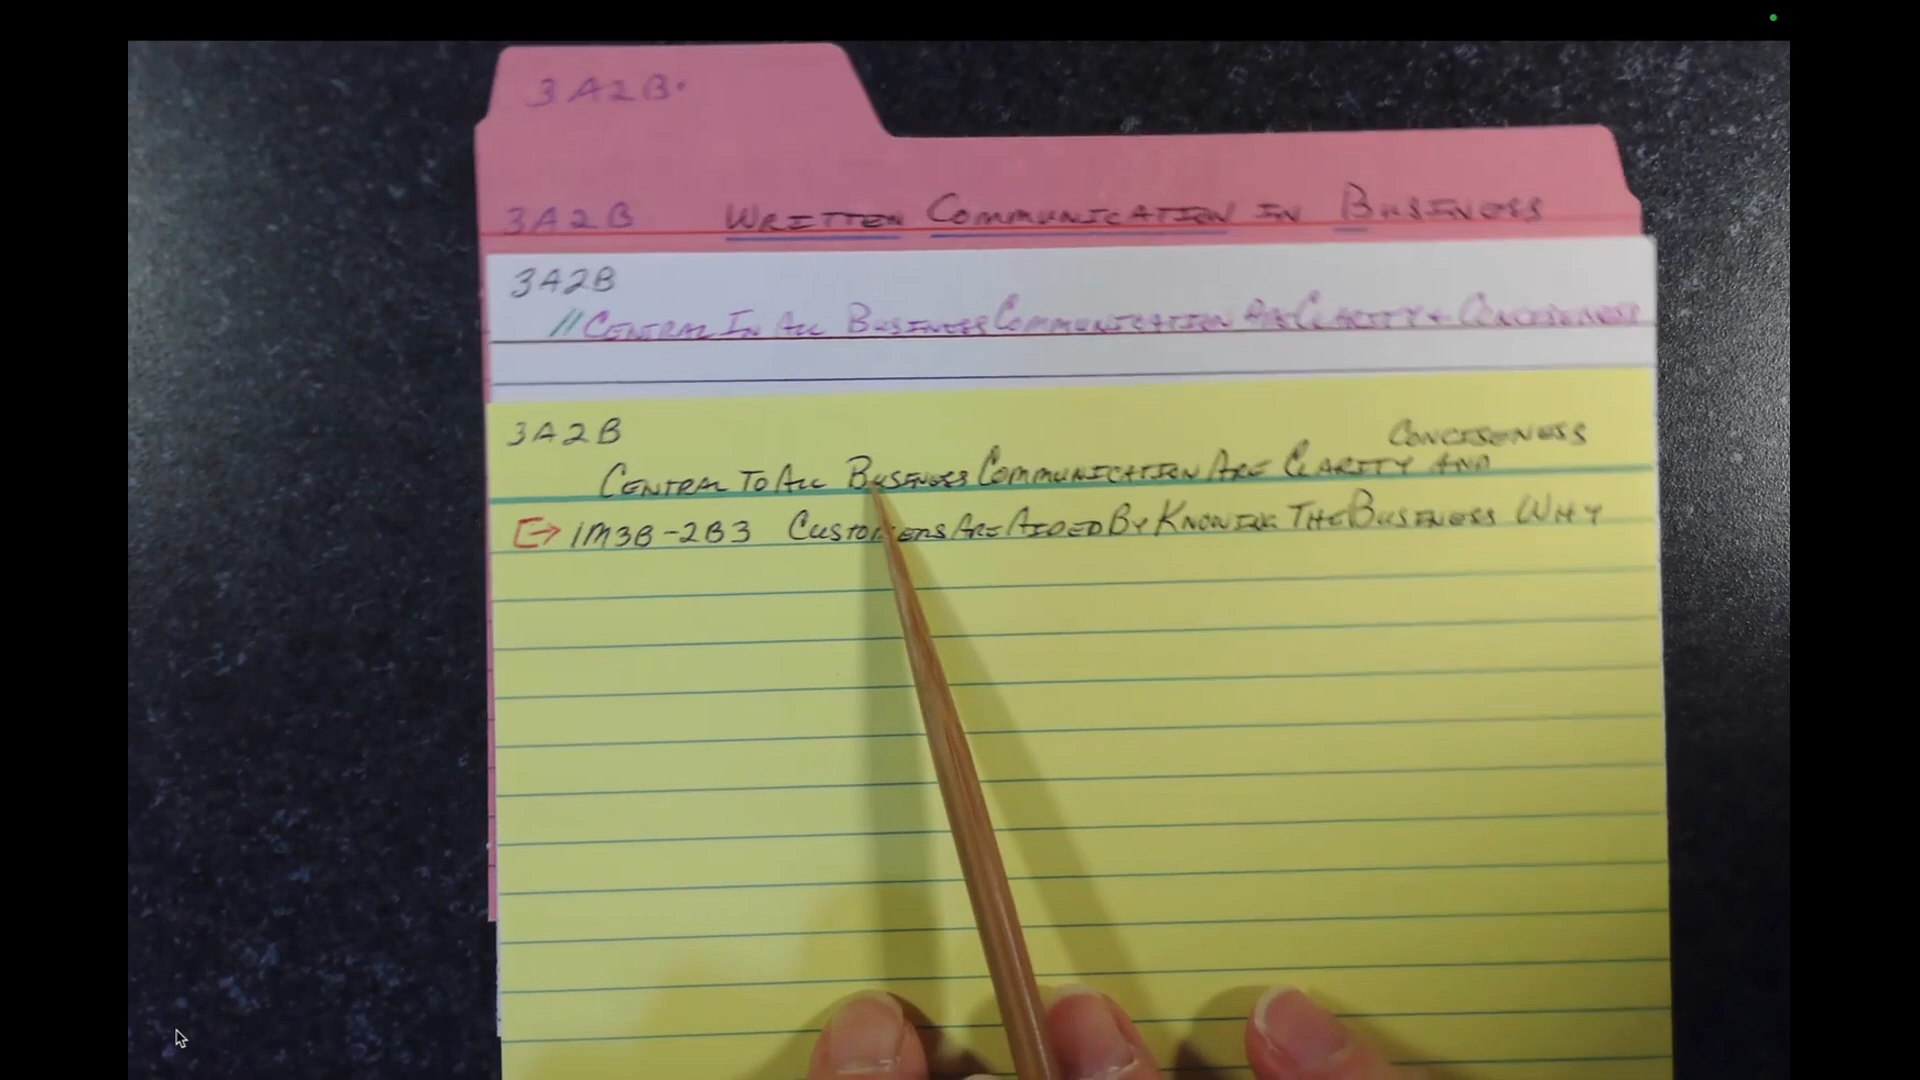 3A2B.
3A2B WRITTEN COMMUNICATION IN BUSINESS
3A2B
// CENTRAL IN ALL BUSINESS COMMUNICATION ARE CLARITY + CONCISENESS
3A2B
CONCISENESS
CENTRAL TO ALL BUSINESS COMMUNICATION ARE CLARITY AND
[→ 1M3B-2B3 CUSTOMERS ARE AIDED BY KNOWING THE BUSINESS WHY